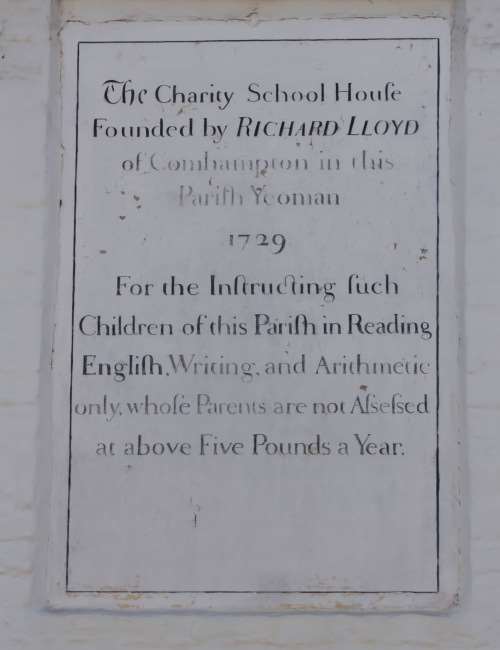 The Charity School Houſe
Founded by RICHARD LLOYD
of Comhampton in this
Pariſh Yeoman
1729
For the Inſtructing ſuch
Children of this Pariſh in Reading
Engliſh, Writing, and Arithmetic
only, whoſe Parents are not Aſseſsed
at above Five Pounds a Year.